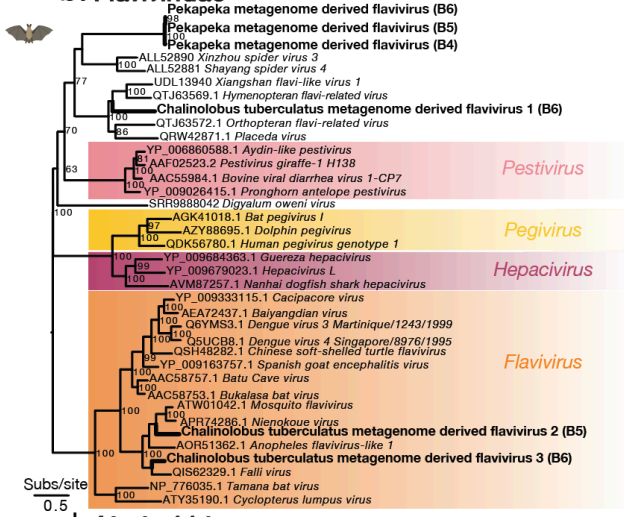 Pekapeka metagenome derived flavivirus (B6)
98
Pekapeka metagenome derived flavivirus (B5)
100
Pekapeka metagenome derived flavivirus (B4)
ALL52890 Xinzhou spider virus 3
100
ALL52881 Shayang spider virus 4
77
UDL13940 Xiangshan flavi-like virus 1
QTJ63569.1 Hymenopteran flavi-related virus
Chalinolobus tuberculatus metagenome derived flavivirus 1 (B6)
100
QTJ63572.1 Orthopteran flavi-related virus
70
86
QRW42871.1 Placeda virus
YP_006860588.1 Aydin-like pestivirus
81
AAF02523.2 Pestivirus giraffe-1 H138
Pestivirus
63
100
AAC55984.1 Bovine viral diarrhea virus 1-CP7
100
YP_009026415.1 Pronghorn antelope pestivirus
SRR9888042 Digyalum oweni virus
100
AGK41018.1 Bat pegivirus I
97
AZY88695.1 Dolphin pegivirus
Pegivirus
100
QDK56780.1 Human pegivirus genotype 1
100
YP_009684363.1 Guereza hepacivirus
99
YP_009679023.1 Hepacivirus L
Hepacivirus
100
AVM87257.1 Nanhai dogfish shark hepacivirus
YP_009333115.1 Cacipacore virus
100
AEA72437.1 Baiyangdian virus
Q6YMS3.1 Dengue virus 3 Martinique/1243/1999
100
100
Q5UCB8.1 Dengue virus 4 Singapore/8976/1995
100
QSH48282.1 Chinese soft-shelled turtle flavivirus
99
YP_009163757.1 Spanish goat encephalitis virus
Flavivirus
100
AAC58757.1 Batu Cave virus
100
AAC58753.1 Bukalasa bat virus
ATW01042.1 Mosquito flavivirus
100
100
APR74286.1 Nienokoue virus
Chalinolobus tuberculatus metagenome derived flavivirus 2 (B5)
100
AOR51362.1 Anopheles flavivirus-like 1
100
Chalinolobus tuberculatus metagenome derived flavivirus 3 (B6)
100
QIS62329.1 Falli virus
NP_776035.1 Tamana bat virus
100
ATY35190.1 Cyclopterus lumpus virus
Subs/site
0.5